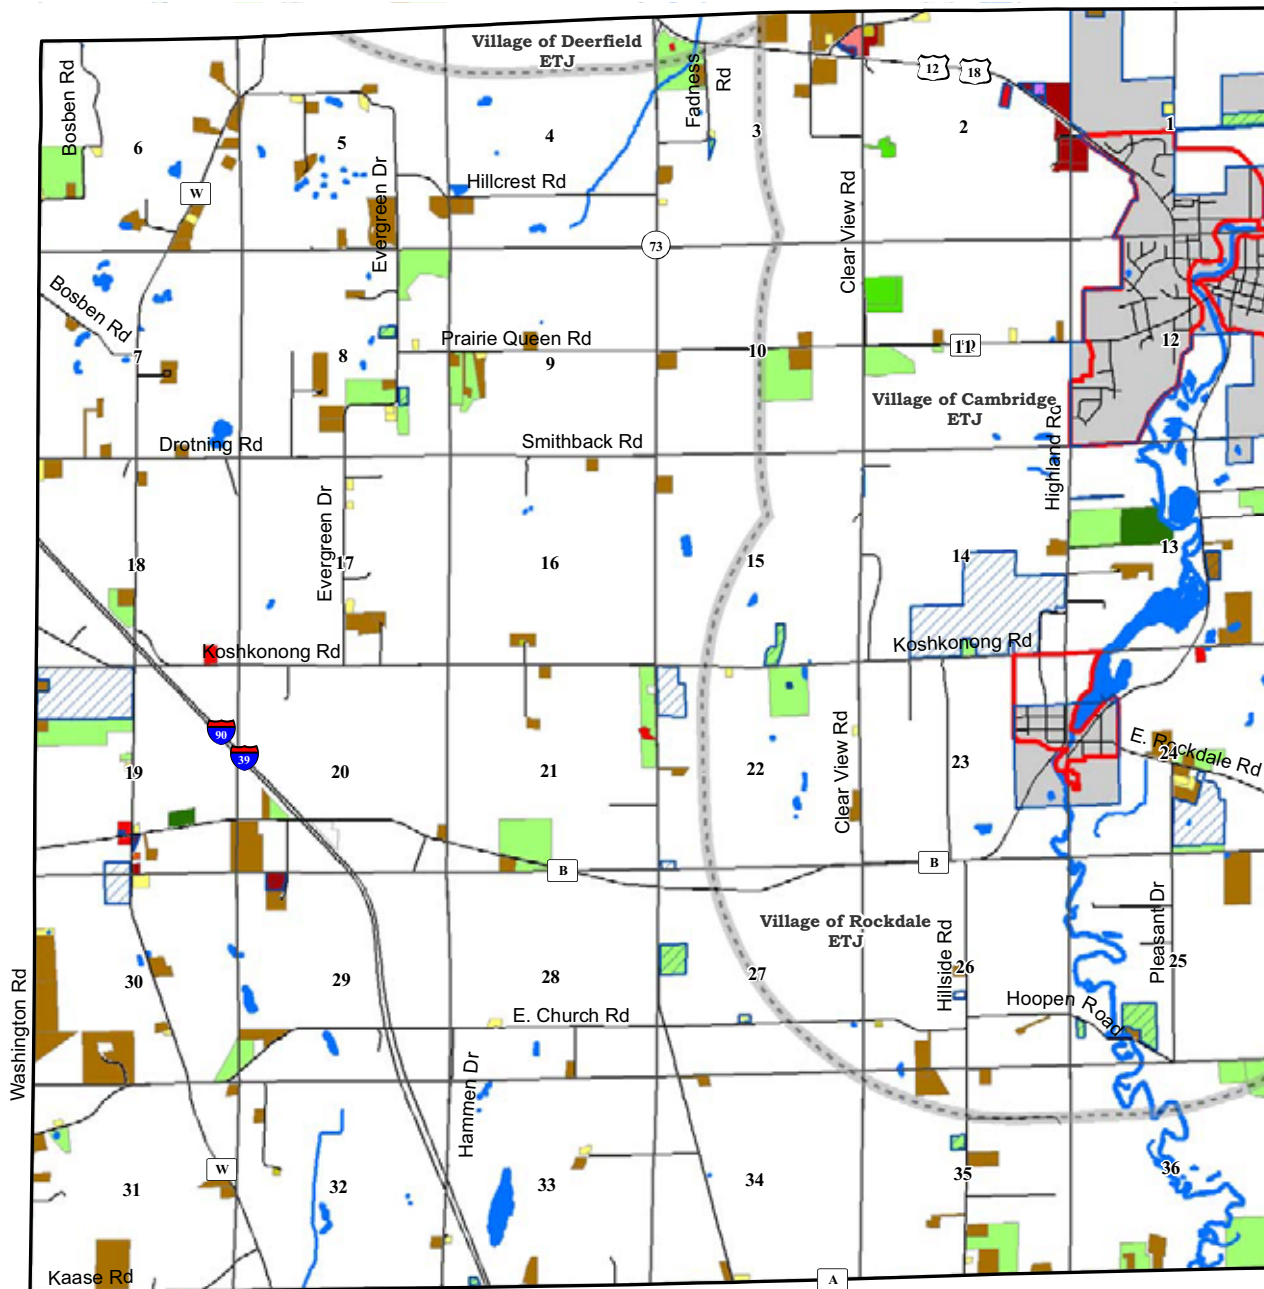 Village of Deerfield
ETJ
Bosben Rd
Fadness
Rd
12
18
6
5
4
3
2
1
Hillcrest Rd
W
Evergreen Dr
Clear View Rd
73
Bosben Rd
Prairie Queen Rd
7
8
9
10
11
12
Village of Cambridge
ETJ
Drotning Rd
Smithback Rd
Highland Rd
Evergreen Dr
18
17
16
15
14
13
Koshkonong Rd
Koshkonong Rd
90
39
Clear View Rd
E. Rockdale Rd
19
20
21
22
23
24
B
B
Village of Rockdale
ETJ
Hillside Rd
Pleasant Dr
30
29
28
27
26
25
Washington Rd
E. Church Rd
Hoopen Road
Hammen Dr
W
31
32
33
34
35
36
Kaase Rd
A